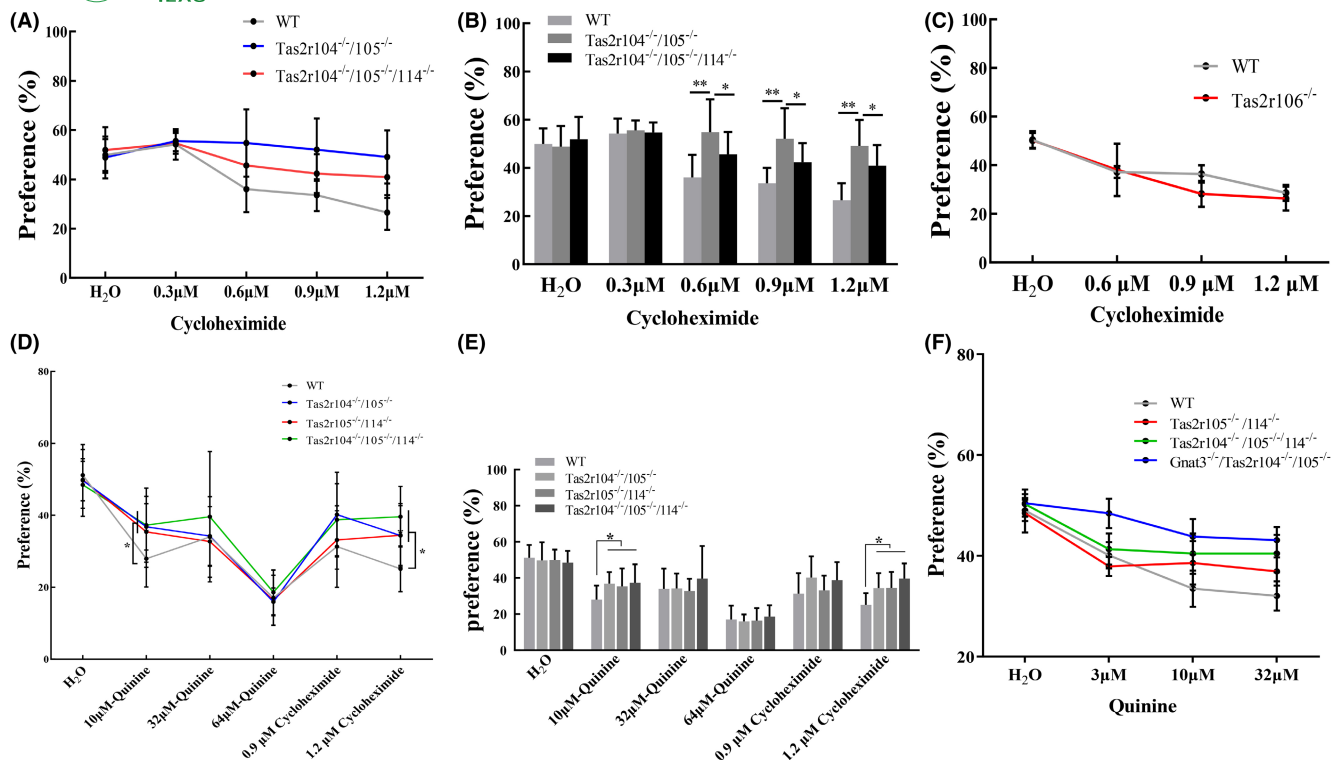 (A)
WT
Tas2r104-/-/105-/-
Tas2r104-/-/105-/-/114-/-
Preference (%)
100
80
60
40
20
0
H2O 0.3μM 0.6μM 0.9μM 1.2μM
Cycloheximide
(B)
WT
Tas2r104-/-/105-/-
Tas2r104-/-/105-/-/114-/-
Preference (%)
100
80
60
40
20
0
** * ** * ** *
H2O 0.3μM 0.6μM 0.9μM 1.2μM
Cycloheximide
(C)
WT
Tas2r106-/-
Preference (%)
100
80
60
40
20
0
H2O 0.6 μM 0.9 μM 1.2 μM
Cycloheximide
(D)
WT
Tas2r104-/-/105-/-
Tas2r105-/-/114-/-
Tas2r104-/-/105-/-/114-/-
Preference (%)
80
60
40
20
0
* *
H2O 10μM-Quinine 32μM-Quinine 64μM-Quinine 0.9 μM Cycloheximide 1.2 μM Cycloheximide
(E)
WT
Tas2r104-/-/105-/-
Tas2r105-/-/114-/-
Tas2r104-/-/105-/-/114-/-
preference (%)
100
80
60
40
20
0
* *
H2O 10μM-Quinine 32μM-Quinine 64μM-Quinine 0.9 μM Cycloheximide 1.2 μM Cycloheximide
(F)
WT
Tas2r105-/- /114-/-
Tas2r104-/- /105-/-/114-/-
Gnat3-/-/Tas2r104-/-/105-/-
Preference (%)
80
60
40
20
H2O 3μM 10μM 32μM
Quinine